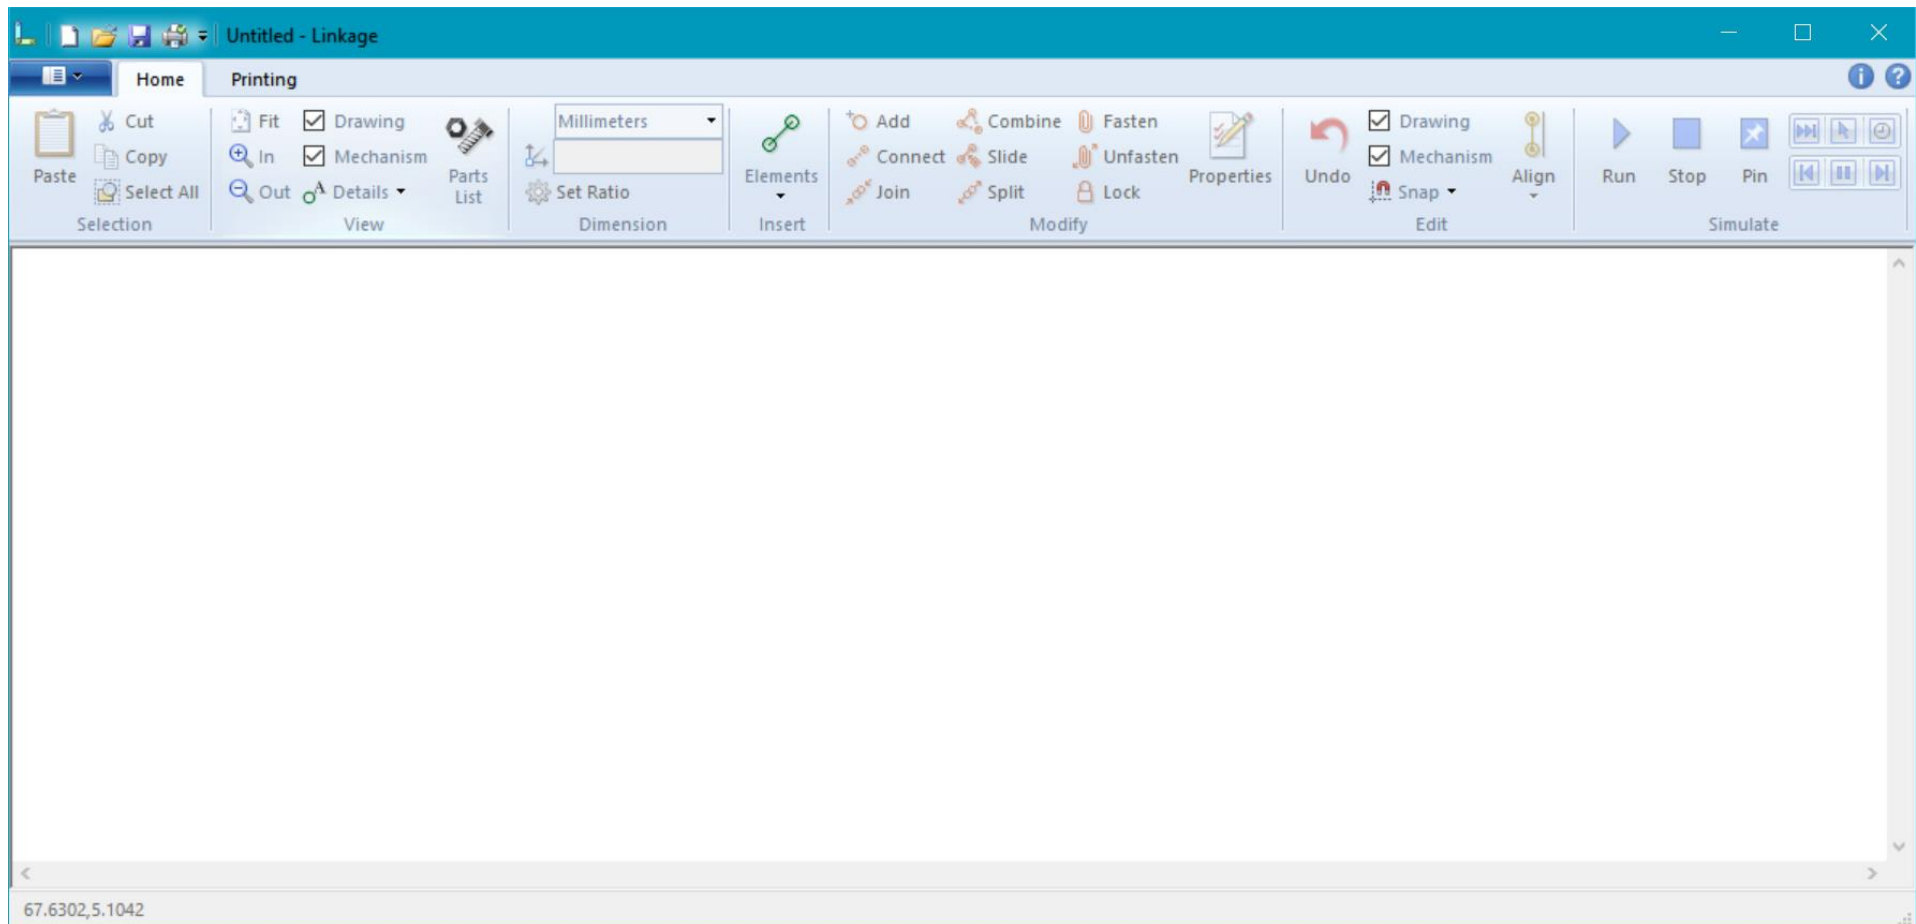 Untitled - Linkage
Home Printing
Cut Fit Drawing Millimeters Add Combine Fasten Drawing
Copy In Mechanism Connect Slide Unfasten Mechanism
Paste Parts List Elements Properties Undo Align Run Stop Pin
Select All Out Details Set Ratio Join Split Lock Snap
Selection View Dimension Insert Modify Edit Simulate
67.6302,5.1042